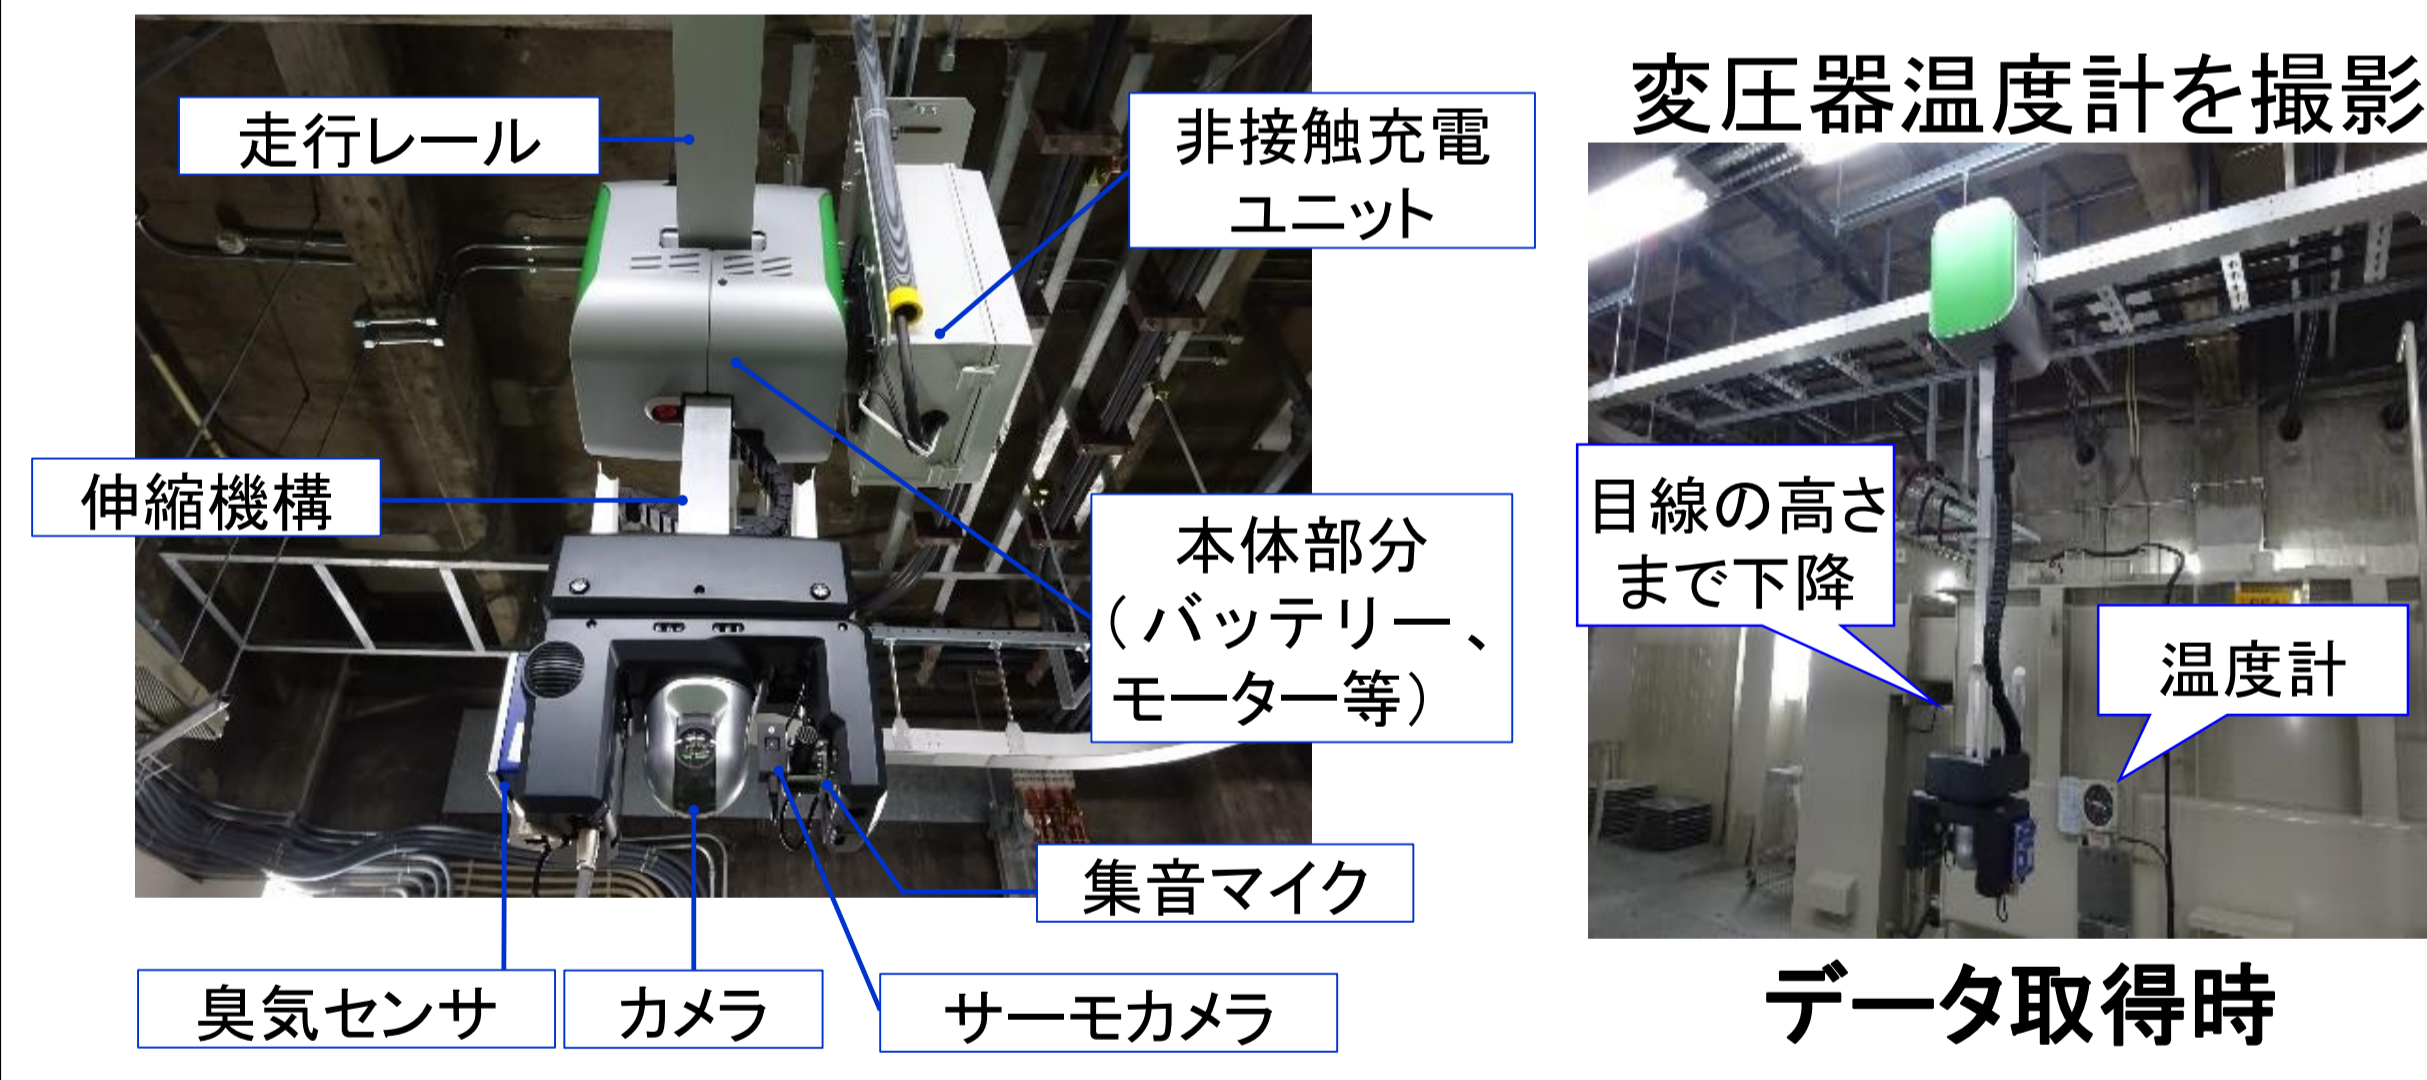 走行レール
非接触充電
ユニット
伸縮機構
本体部分
（バッテリー、
モーター等）
集音マイク
臭気センサ
カメラ
サーモカメラ
変圧器温度計を撮影
目線の高さ
まで下降
温度計
データ取得時